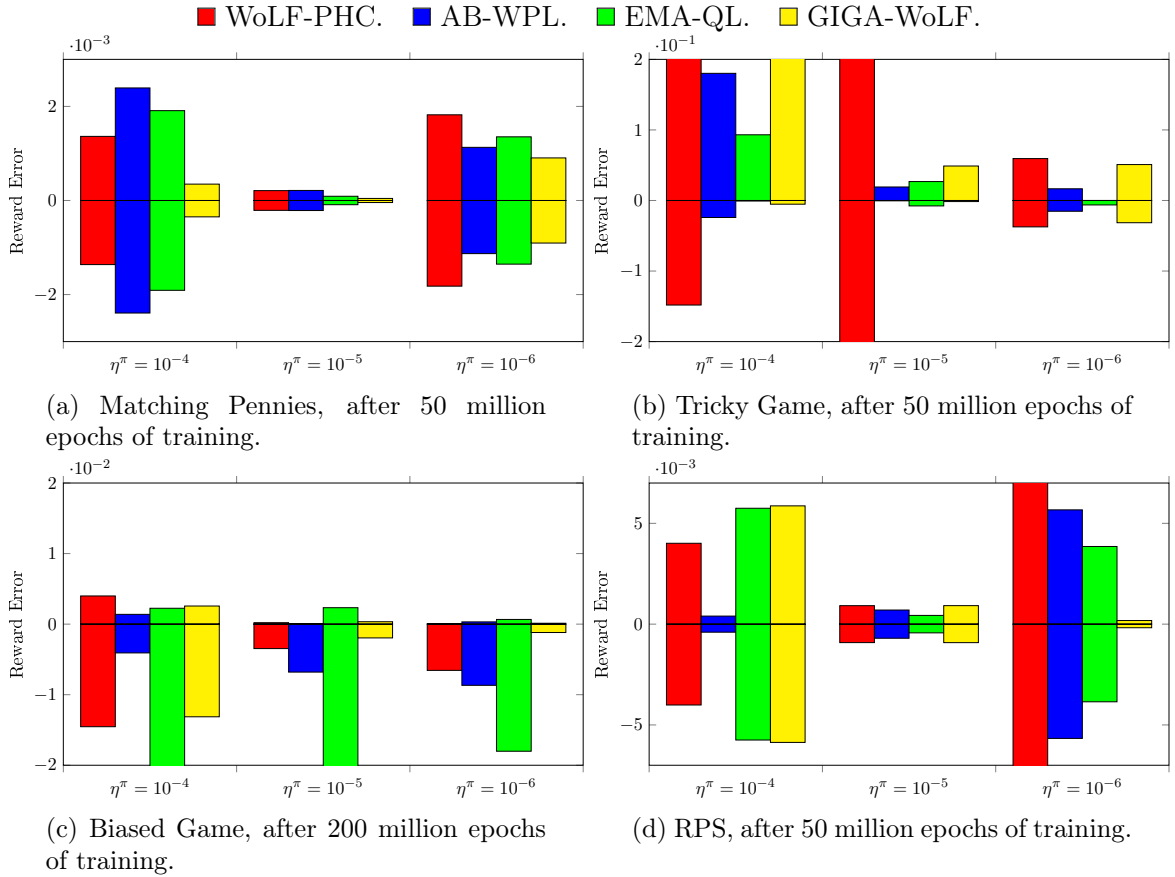 WoLF-PHC. AB-WPL. EMA-QL. GIGA-WoLF.
·10⁻³
2
0
−2
Reward Error
η^π = 10⁻⁴ η^π = 10⁻⁵ η^π = 10⁻⁶
(a) Matching Pennies, after 50 million
epochs of training.
·10⁻¹
2
1
0
−1
−2
Reward Error
η^π = 10⁻⁴ η^π = 10⁻⁵ η^π = 10⁻⁶
(b) Tricky Game, after 50 million epochs of
training.
·10⁻²
2
1
0
−1
−2
Reward Error
η^π = 10⁻⁴ η^π = 10⁻⁵ η^π = 10⁻⁶
(c) Biased Game, after 200 million epochs
of training.
·10⁻³
5
0
−5
Reward Error
η^π = 10⁻⁴ η^π = 10⁻⁵ η^π = 10⁻⁶
(d) RPS, after 50 million epochs of training.